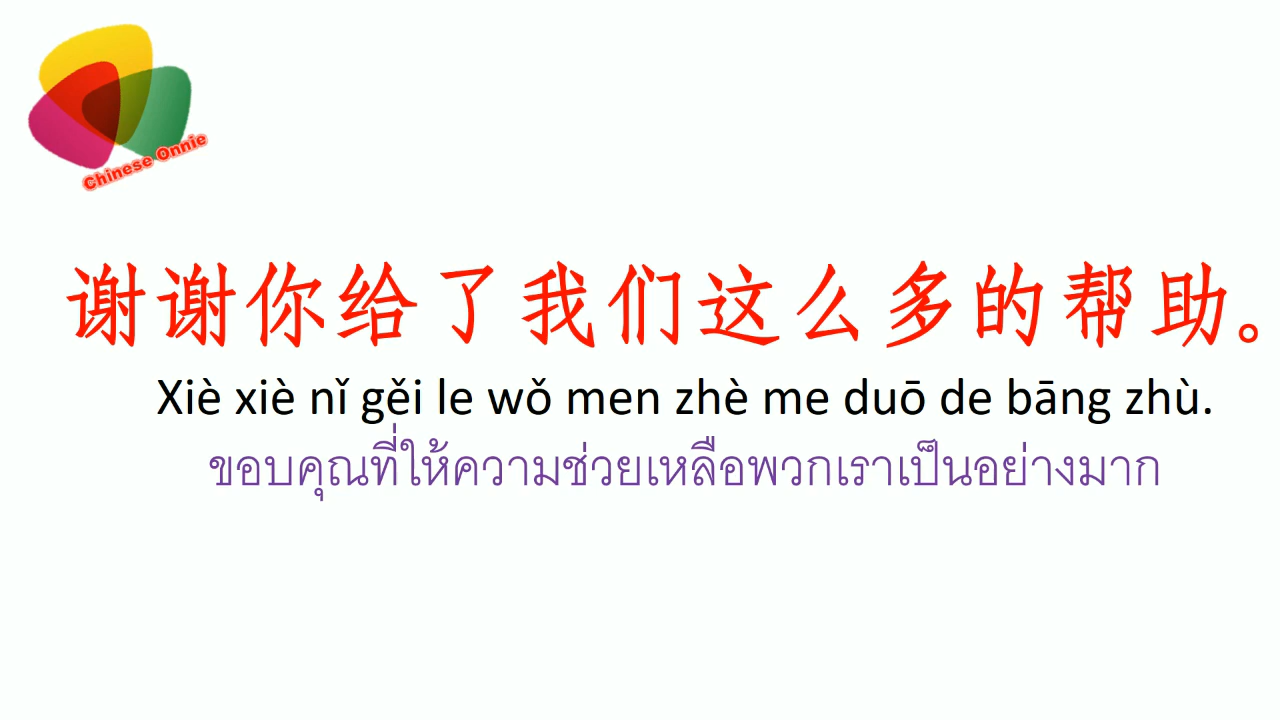 Chinese Onnie
谢谢你给了我们这么多的帮助。
Xiè xiè nǐ gěi le wǒ men zhè me duō de bāng zhù.
ขอบคุณที่ให้ความช่วยเหลือพวกเราเป็นอย่างมาก